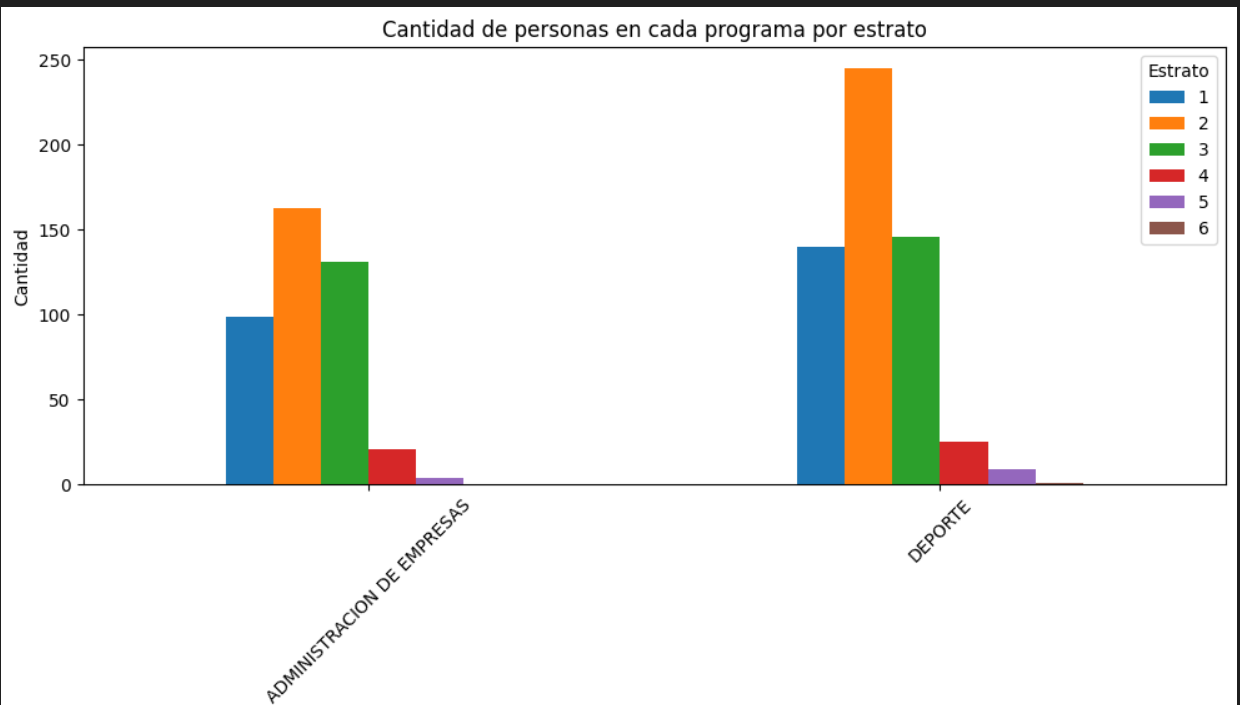 Cantidad de personas en cada programa por estrato
250
200
150
100
50
0
Cantidad
Estrato
1
2
3
4
5
6
ADMINISTRACION DE EMPRESAS
DEPORTE